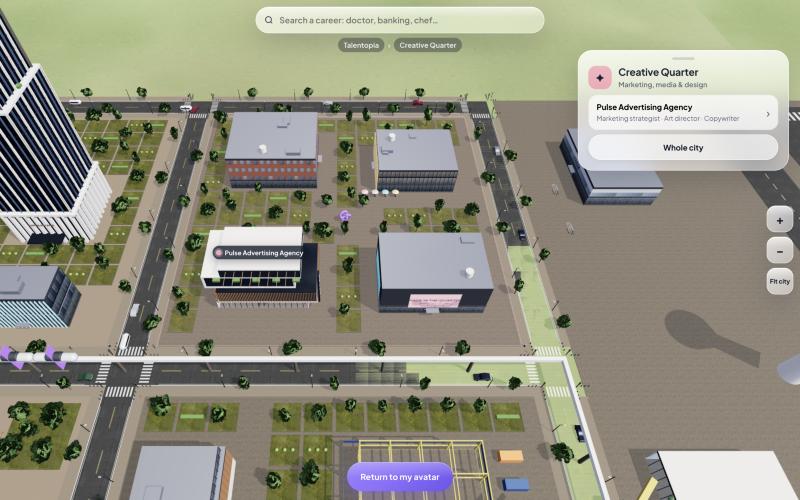 Search a career: doctor, banking, chef…
Talentopia › Creative Quarter
Creative Quarter
Marketing, media & design
Pulse Advertising Agency
Marketing strategist · Art director · Copywriter
Whole city
+
−
Fit city
Pulse Advertising Agency
Return to my avatar